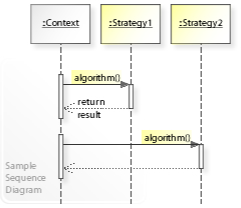 :Context
:Strategy1
:Strategy2
algorithm()
return
result
algorithm()
Sample
Sequence
Diagram